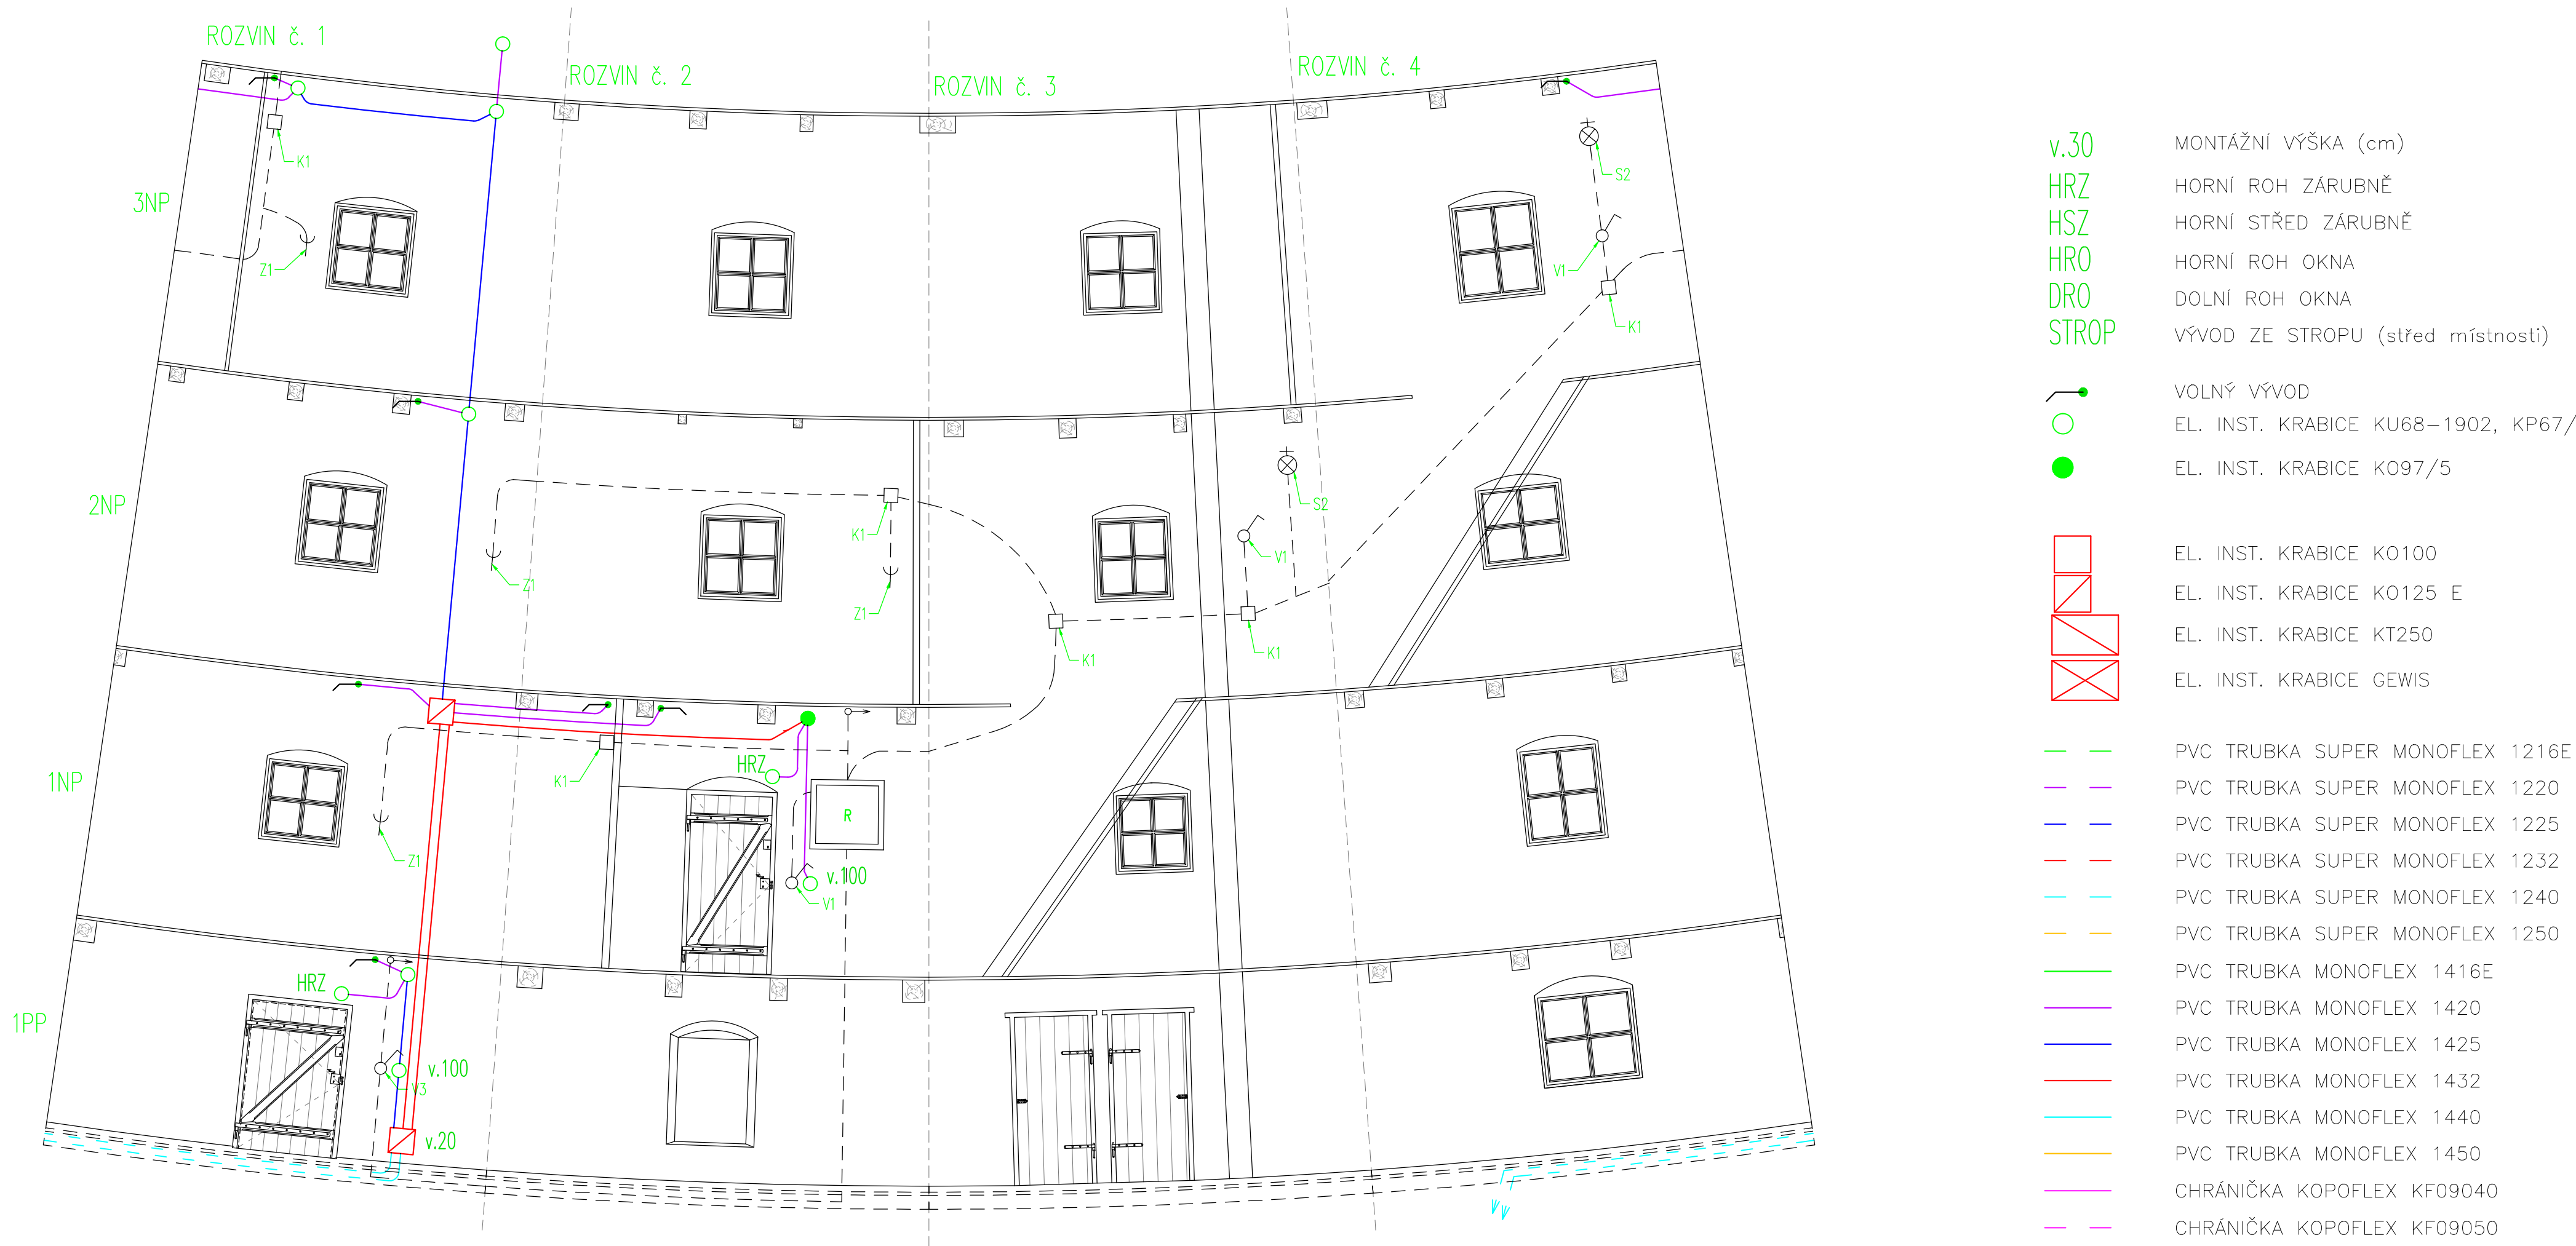 ROZVIN č. 1
ROZVIN č. 2
ROZVIN č. 3
ROZVIN č. 4
K1
S2
3NP
Z1
V1
K1
2NP
K1
S2
V1
Z1
Z1
K1
K1
1NP
K1
HRZ
R
Z1
v.100
V1
1PP
HRZ
v.100
V3
v.20
v.30 MONTÁŽNÍ VÝŠKA (cm)
HRZ HORNÍ ROH ZÁRUBNĚ
HSZ HORNÍ STŘED ZÁRUBNĚ
HRO HORNÍ ROH OKNA
DRO DOLNÍ ROH OKNA
STROP VÝVOD ZE STROPU (střed místnosti)
VOLNÝ VÝVOD
EL. INST. KRABICE KU68-1902, KP67/
EL. INST. KRABICE KO97/5
EL. INST. KRABICE KO100
EL. INST. KRABICE KO125 E
EL. INST. KRABICE KT250
EL. INST. KRABICE GEWIS
PVC TRUBKA SUPER MONOFLEX 1216E
PVC TRUBKA SUPER MONOFLEX 1220
PVC TRUBKA SUPER MONOFLEX 1225
PVC TRUBKA SUPER MONOFLEX 1232
PVC TRUBKA SUPER MONOFLEX 1240
PVC TRUBKA SUPER MONOFLEX 1250
PVC TRUBKA MONOFLEX 1416E
PVC TRUBKA MONOFLEX 1420
PVC TRUBKA MONOFLEX 1425
PVC TRUBKA MONOFLEX 1432
PVC TRUBKA MONOFLEX 1440
PVC TRUBKA MONOFLEX 1450
CHRÁNIČKA KOPOFLEX KF09040
CHRÁNIČKA KOPOFLEX KF09050